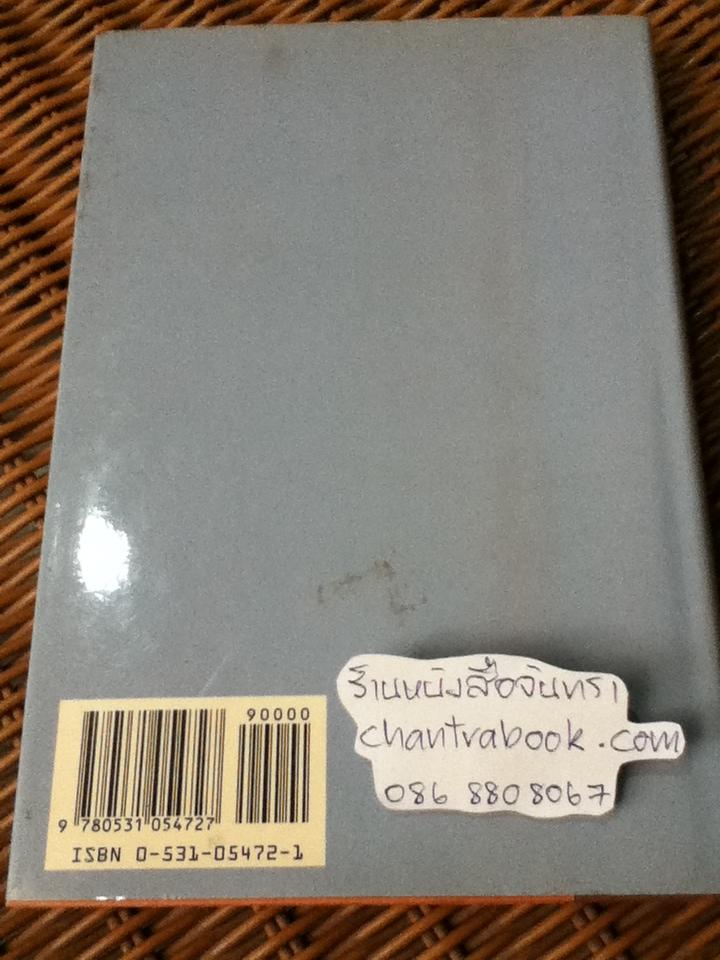 ร้านหนังสือจันทรา
chantrabook.com
086 8808067
90000
9 780531 054727
ISBN 0-531-05472-1